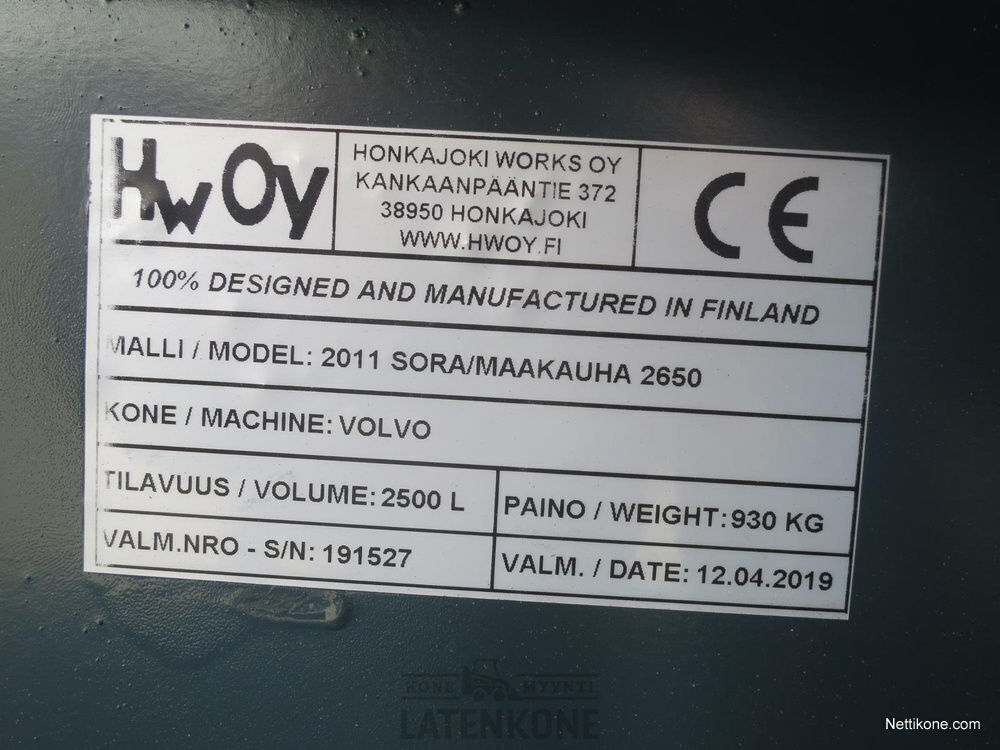 HwOy
HONKAJOKI WORKS OY
KANKAANPÄÄNTIE 372
38950 HONKAJOKI
WWW.HWOY.FI
CE
100% DESIGNED AND MANUFACTURED IN FINLAND
MALLI / MODEL: 2011 SORA/MAAKAUHA 2650
KONE / MACHINE: VOLVO
TILAVUUS / VOLUME: 2500 L
PAINO / WEIGHT: 930 KG
VALM.NRO - S/N: 191527
VALM. / DATE: 12.04.2019
KONE MYYNTI
LATENKONE
Nettikone.com